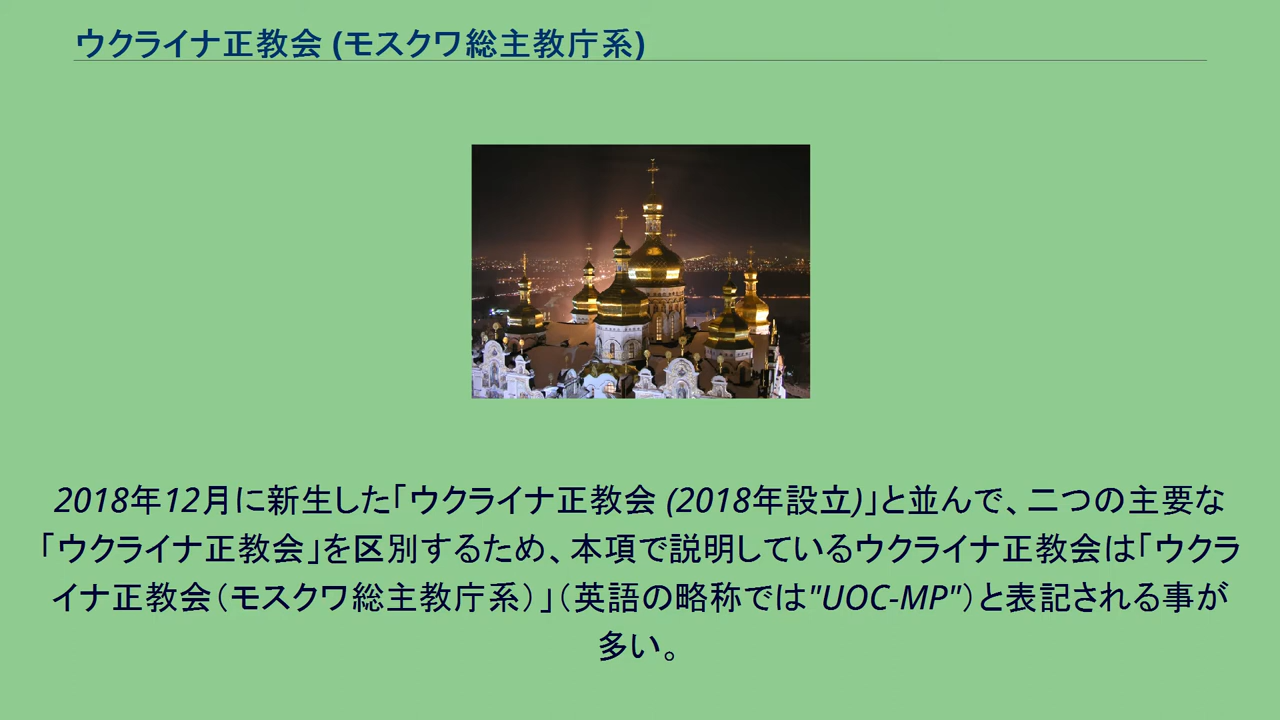 ウクライナ正教会 (モスクワ総主教庁系)
2018年12月に新生した「ウクライナ正教会 (2018年設立)」と並んで、二つの主要な
「ウクライナ正教会」を区別するため、本項で説明しているウクライナ正教会は「ウクラ
イナ正教会（モスクワ総主教庁系）」（英語の略称では"UOC-MP"）と表記される事が
多い。